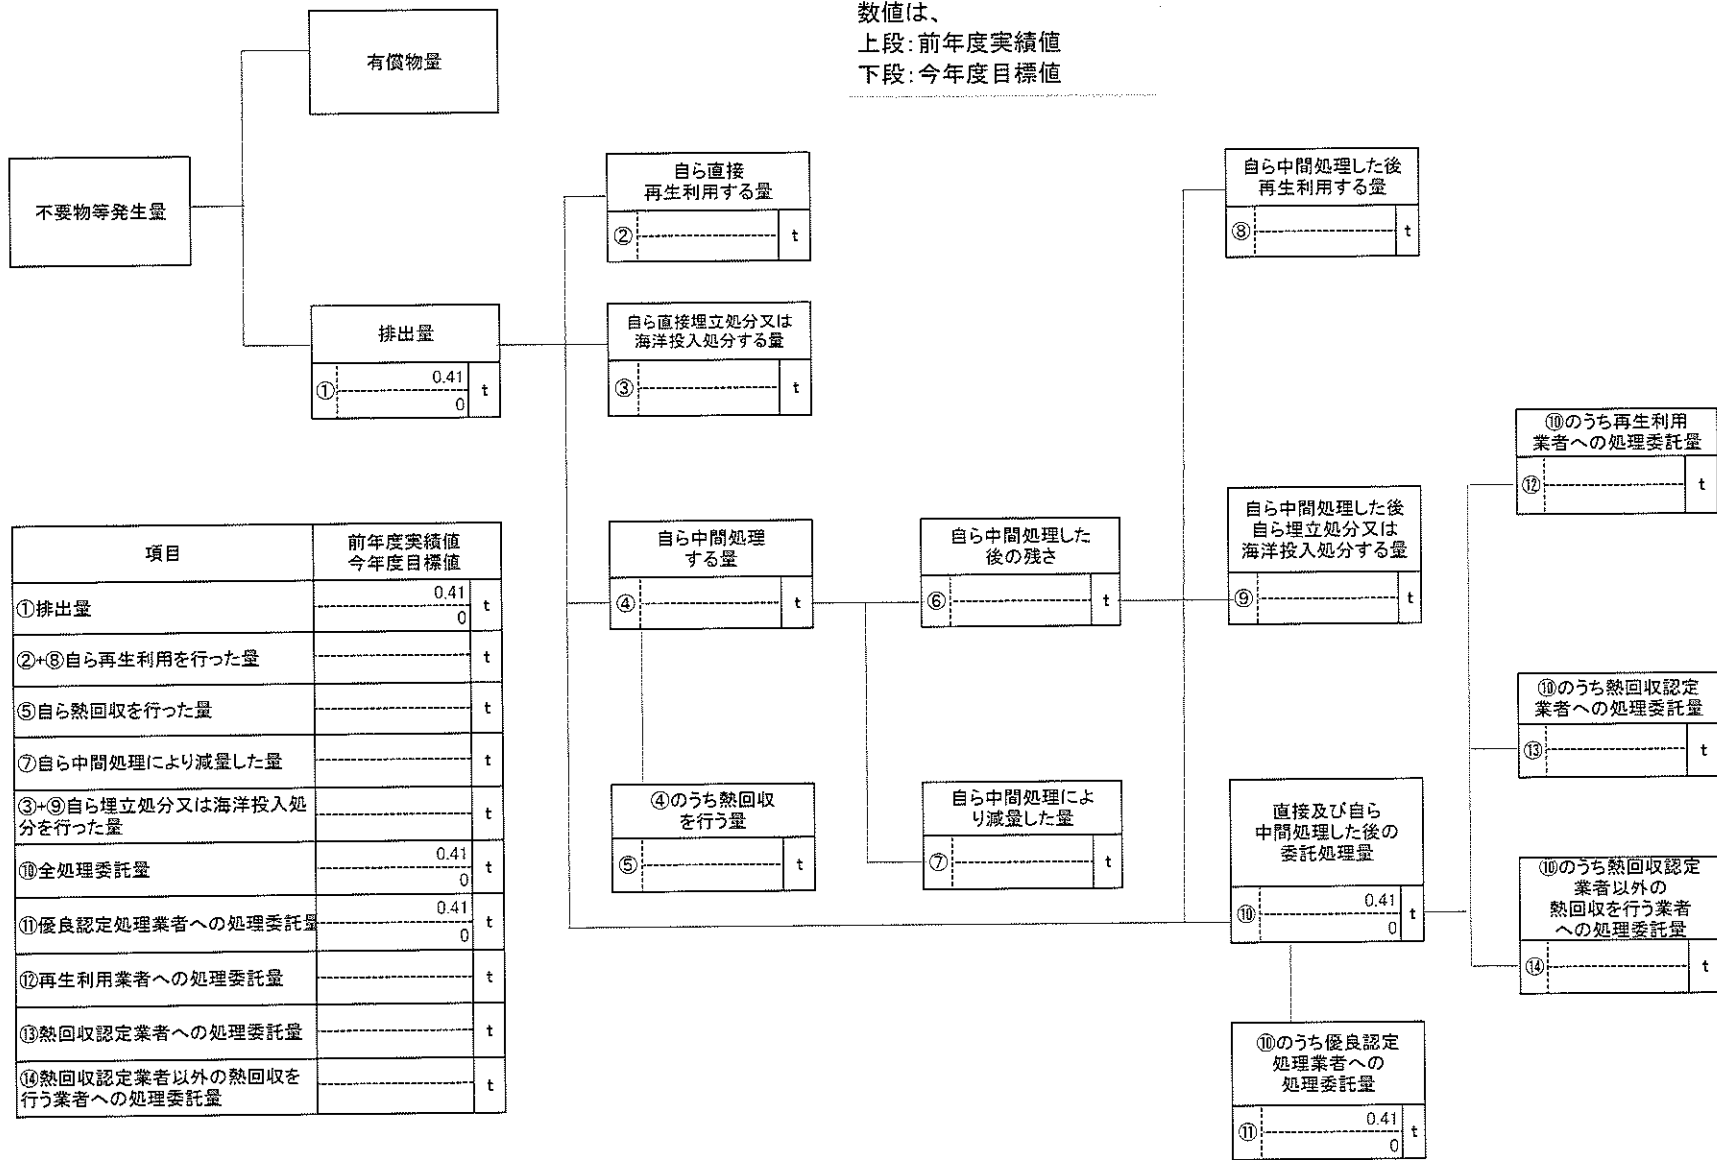 数値は、
上段：前年度実績値
下段：今年度目標値
有償物量
不要物等発生量
排出量
① 0.41 t
0
自ら直接
再生利用する量
② t
自ら直接埋立処分又は
海洋投入処分する量
③ t
自ら中間処理
する量
④ t
④のうち熱回収
を行う量
⑤ t
自ら中間処理した
後の残さ
⑥ t
自ら中間処理によ
り減量した量
⑦ t
自ら中間処理した後
再生利用する量
⑧ t
自ら中間処理した後
自ら埋立処分又は
海洋投入処分する量
⑨ t
直接及び自ら
中間処理した後の
委託処理量
⑩ 0.41 t
0
⑩のうち優良認定
処理業者への
処理委託量
⑪ 0.41 t
0
⑩のうち再生利用
業者への処理委託量
⑫ t
⑩のうち熱回収認定
業者への処理委託量
⑬ t
⑩のうち熱回収認定
業者以外の
熱回収を行う業者
への処理委託量
⑭ t
項目 前年度実績値
今年度目標値
①排出量 0.41 t
0
②+⑧自ら再生利用を行った量 t
⑤自ら熱回収を行った量 t
⑦自ら中間処理により減量した量 t
③+⑨自ら埋立処分又は海洋投入処
分を行った量 t
⑩全処理委託量 0.41 t
0
⑪優良認定処理業者への処理委託量 0.41 t
0
⑫再生利用業者への処理委託量 t
⑬熱回収認定業者への処理委託量 t
⑭熱回収認定業者以外の熱回収を
行う業者への処理委託量 t